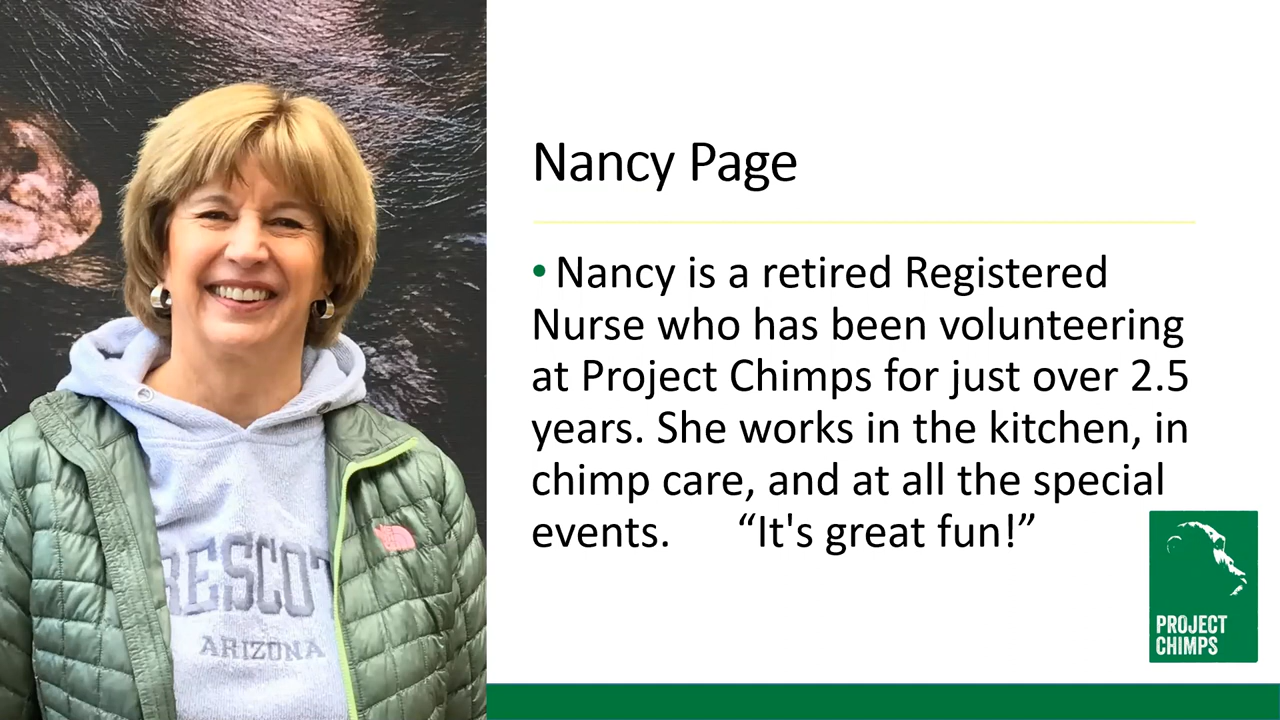 Nancy Page
• Nancy is a retired Registered
Nurse who has been volunteering
at Project Chimps for just over 2.5
years. She works in the kitchen, in
chimp care, and at all the special
events. “It's great fun!”
RESCOT
ARIZONA
PROJECT
CHIMPS